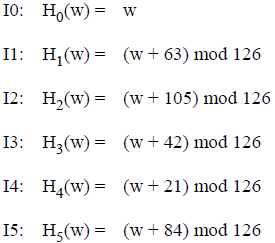 I0: H₀(w) = w
I1: H₁(w) = (w + 63) mod 126
I2: H₂(w) = (w + 105) mod 126
I3: H₃(w) = (w + 42) mod 126
I4: H₄(w) = (w + 21) mod 126
I5: H₅(w) = (w + 84) mod 126